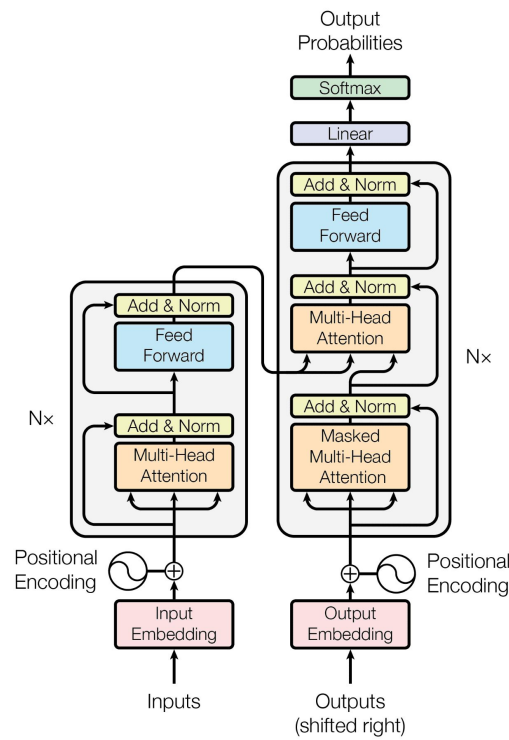 Output
Probabilities
Softmax
Linear
Add & Norm
Feed
Forward
Add & Norm
Multi-Head
Attention
Nx
Add & Norm
Masked
Multi-Head
Attention
Positional
Encoding
Output
Embedding
Outputs
(shifted right)
Add & Norm
Feed
Forward
Nx
Add & Norm
Multi-Head
Attention
Positional
Encoding
Input
Embedding
Inputs